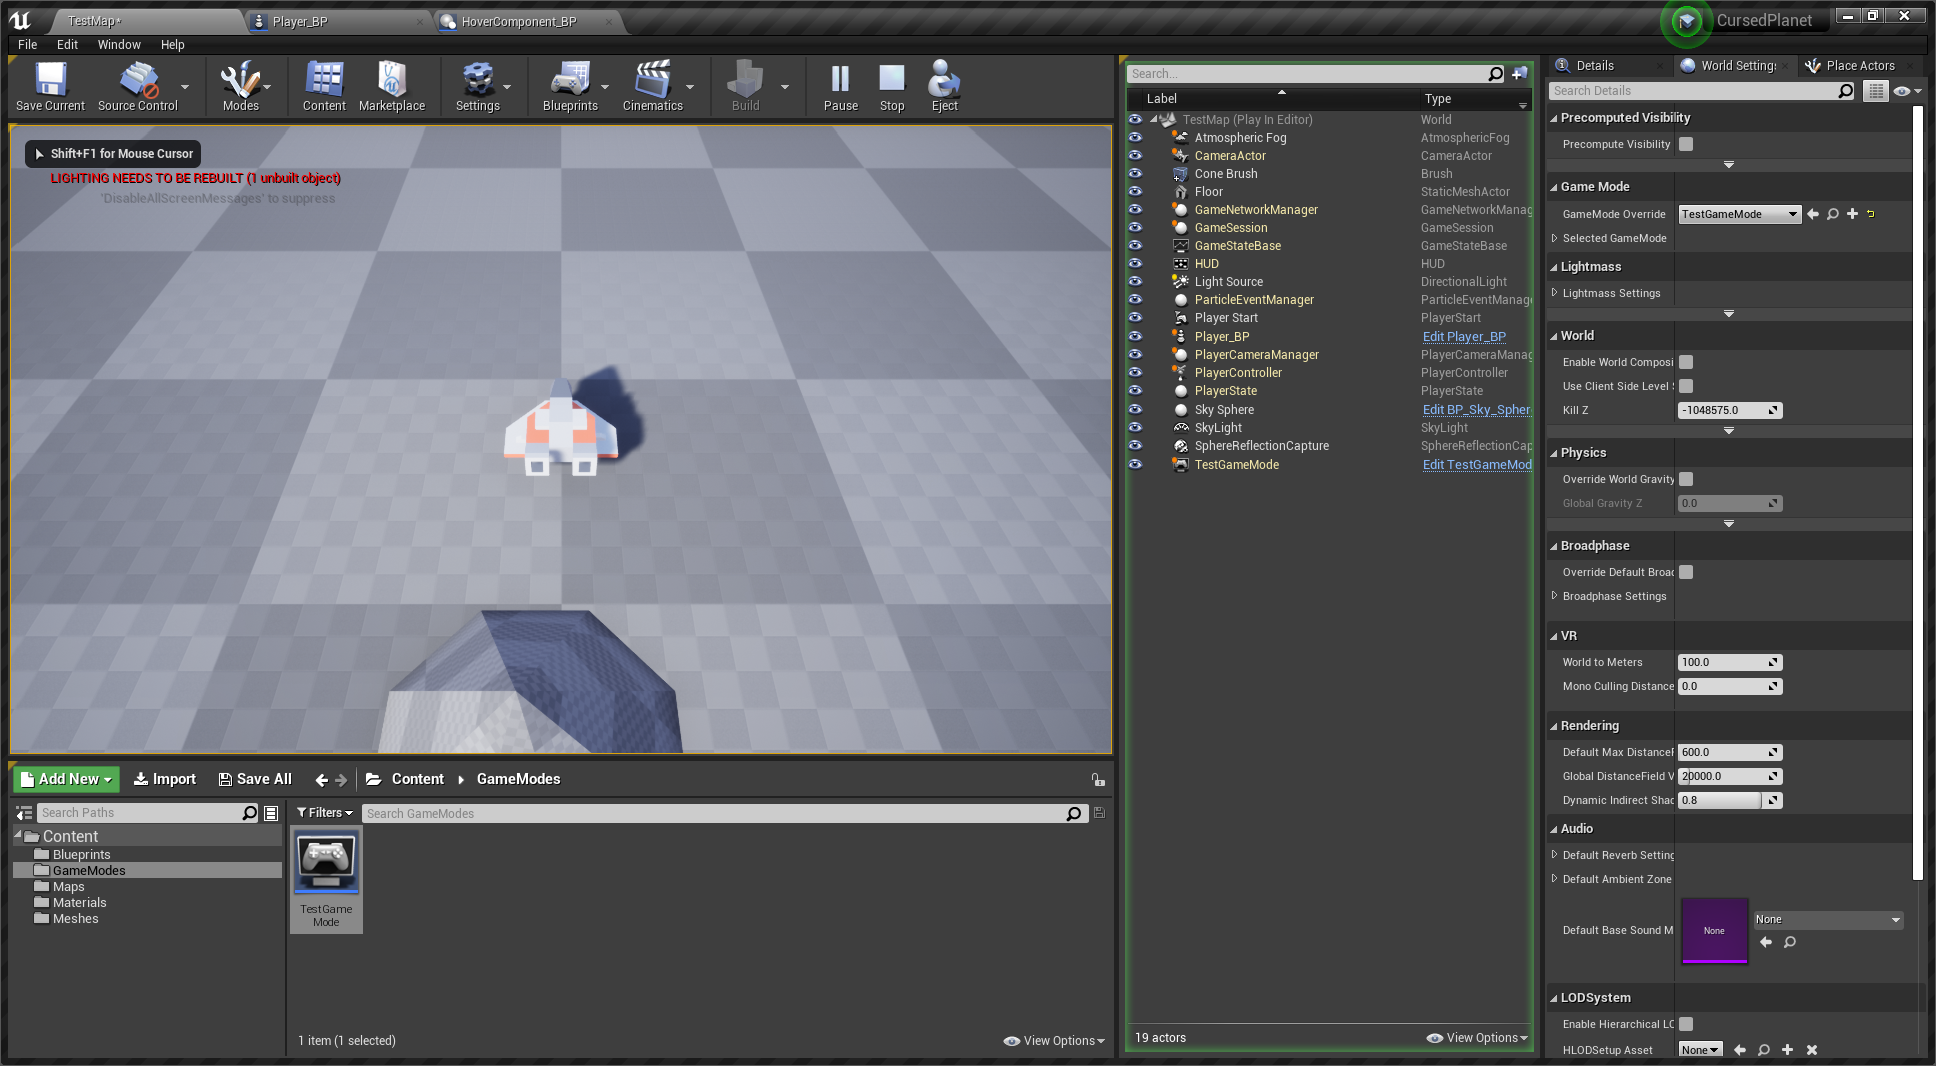 TestMap*
Player_BP
HoverComponent_BP
CursedPlanet
File Edit Window Help
Save Current
Source Control
Modes
Content
Marketplace
Settings
Blueprints
Cinematics
Build
Pause
Stop
Eject
Shift+F1 for Mouse Cursor
LIGHTING NEEDS TO BE REBUILT (1 unbuilt object)
'DisableAllScreenMessages' to suppress
Search...
Label Type
TestMap (Play In Editor) World
Atmospheric Fog AtmosphericFog
CameraActor CameraActor
Cone Brush Brush
Floor StaticMeshActor
GameNetworkManager GameNetworkManag
GameSession GameSession
GameStateBase GameStateBase
HUD HUD
Light Source DirectionalLight
ParticleEventManager ParticleEventManage
Player Start PlayerStart
Player_BP Edit Player_BP
PlayerCameraManager PlayerCameraManag
PlayerController PlayerController
PlayerState PlayerState
Sky Sphere Edit BP_Sky_Spher
SkyLight SkyLight
SphereReflectionCapture SphereReflectionCap
TestGameMode Edit TestGameMod
19 actors
View Options
Details
World Settings
Place Actors
Search Details
Precomputed Visibility
Precompute Visibility
Game Mode
GameMode Override TestGameMode
Selected GameMode
Lightmass
Lightmass Settings
World
Enable World Composi
Use Client Side Level S
Kill Z -1048575.0
Physics
Override World Gravity
Global Gravity Z 0.0
Broadphase
Override Default Broad
Broadphase Settings
VR
World to Meters 100.0
Mono Culling Distance 0.0
Rendering
Default Max DistanceF 600.0
Global DistanceField V 20000.0
Dynamic Indirect Shad 0.8
Audio
Default Reverb Setting
Default Ambient Zone
Default Base Sound M None None
LODSystem
Enable Hierarchical LO
HLODSetup Asset None
Add New
Import
Save All
Content
GameModes
Search Paths
Filters
Search GameModes
Content
Blueprints
GameModes
Maps
Materials
Meshes
TestGame
Mode
1 item (1 selected)
View Options